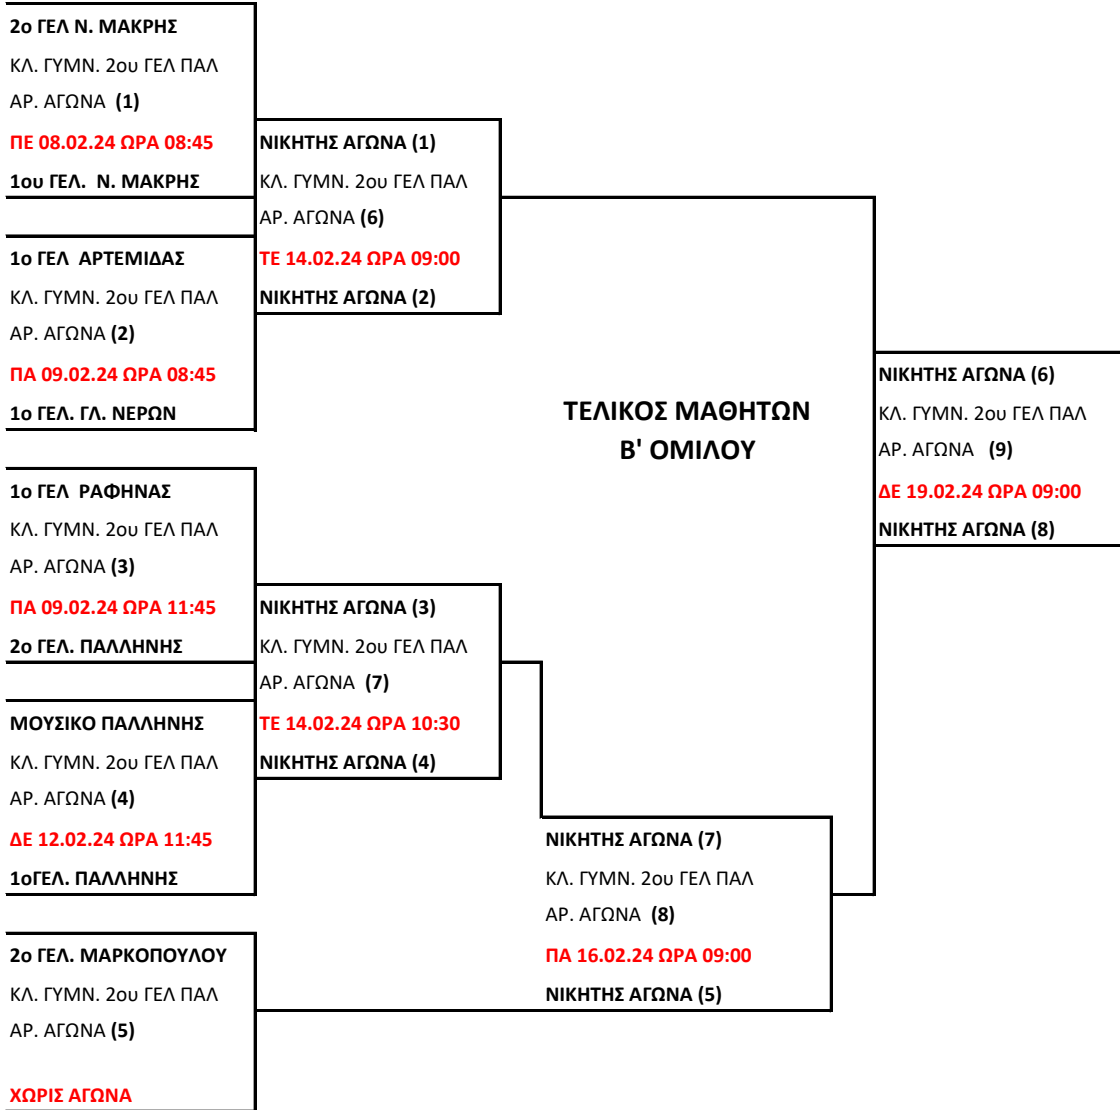 2ο ΓΕΛ Ν. ΜΑΚΡΗΣ
ΚΛ. ΓΥΜΝ. 2ου ΓΕΛ ΠΑΛ
ΑΡ. ΑΓΩΝΑ (1)
ΠΕ 08.02.24 ΩΡΑ 08:45
1ου ΓΕΛ. Ν. ΜΑΚΡΗΣ
1ο ΓΕΛ ΑΡΤΕΜΙΔΑΣ
ΚΛ. ΓΥΜΝ. 2ου ΓΕΛ ΠΑΛ
ΑΡ. ΑΓΩΝΑ (2)
ΠΑ 09.02.24 ΩΡΑ 08:45
1ο ΓΕΛ. ΓΛ. ΝΕΡΩΝ
1ο ΓΕΛ ΡΑΦΗΝΑΣ
ΚΛ. ΓΥΜΝ. 2ου ΓΕΛ ΠΑΛ
ΑΡ. ΑΓΩΝΑ (3)
ΠΑ 09.02.24 ΩΡΑ 11:45
2ο ΓΕΛ. ΠΑΛΛΗΝΗΣ
ΜΟΥΣΙΚΟ ΠΑΛΛΗΝΗΣ
ΚΛ. ΓΥΜΝ. 2ου ΓΕΛ ΠΑΛ
ΑΡ. ΑΓΩΝΑ (4)
ΔΕ 12.02.24 ΩΡΑ 11:45
1οΓΕΛ. ΠΑΛΛΗΝΗΣ
2ο ΓΕΛ. ΜΑΡΚΟΠΟΥΛΟΥ
ΚΛ. ΓΥΜΝ. 2ου ΓΕΛ ΠΑΛ
ΑΡ. ΑΓΩΝΑ (5)
ΧΩΡΙΣ ΑΓΩΝΑ
ΝΙΚΗΤΗΣ ΑΓΩΝΑ (1)
ΚΛ. ΓΥΜΝ. 2ου ΓΕΛ ΠΑΛ
ΑΡ. ΑΓΩΝΑ (6)
ΤΕ 14.02.24 ΩΡΑ 09:00
ΝΙΚΗΤΗΣ ΑΓΩΝΑ (2)
ΝΙΚΗΤΗΣ ΑΓΩΝΑ (3)
ΚΛ. ΓΥΜΝ. 2ου ΓΕΛ ΠΑΛ
ΑΡ. ΑΓΩΝΑ (7)
ΤΕ 14.02.24 ΩΡΑ 10:30
ΝΙΚΗΤΗΣ ΑΓΩΝΑ (4)
ΤΕΛΙΚΟΣ ΜΑΘΗΤΩΝ
Β' ΟΜΙΛΟΥ
ΝΙΚΗΤΗΣ ΑΓΩΝΑ (7)
ΚΛ. ΓΥΜΝ. 2ου ΓΕΛ ΠΑΛ
ΑΡ. ΑΓΩΝΑ (8)
ΠΑ 16.02.24 ΩΡΑ 09:00
ΝΙΚΗΤΗΣ ΑΓΩΝΑ (5)
ΝΙΚΗΤΗΣ ΑΓΩΝΑ (6)
ΚΛ. ΓΥΜΝ. 2ου ΓΕΛ ΠΑΛ
ΑΡ. ΑΓΩΝΑ (9)
ΔΕ 19.02.24 ΩΡΑ 09:00
ΝΙΚΗΤΗΣ ΑΓΩΝΑ (8)